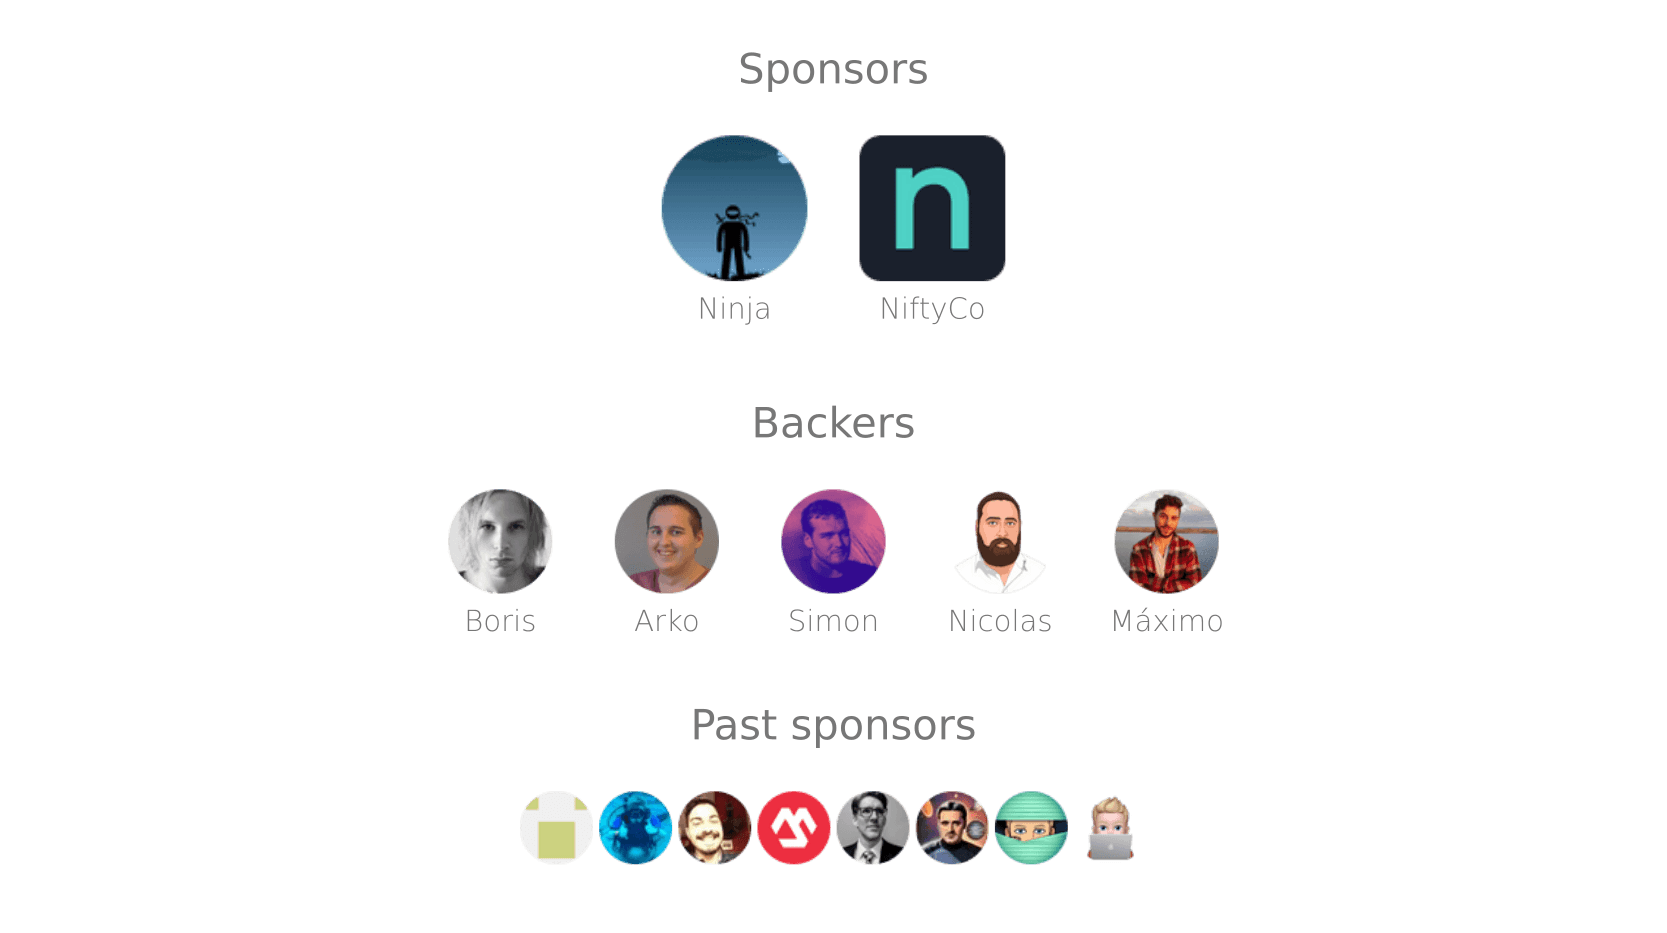 Sponsors
n
Ninja NiftyCo
Backers
Boris Arko Simon Nicolas Máximo
Past sponsors